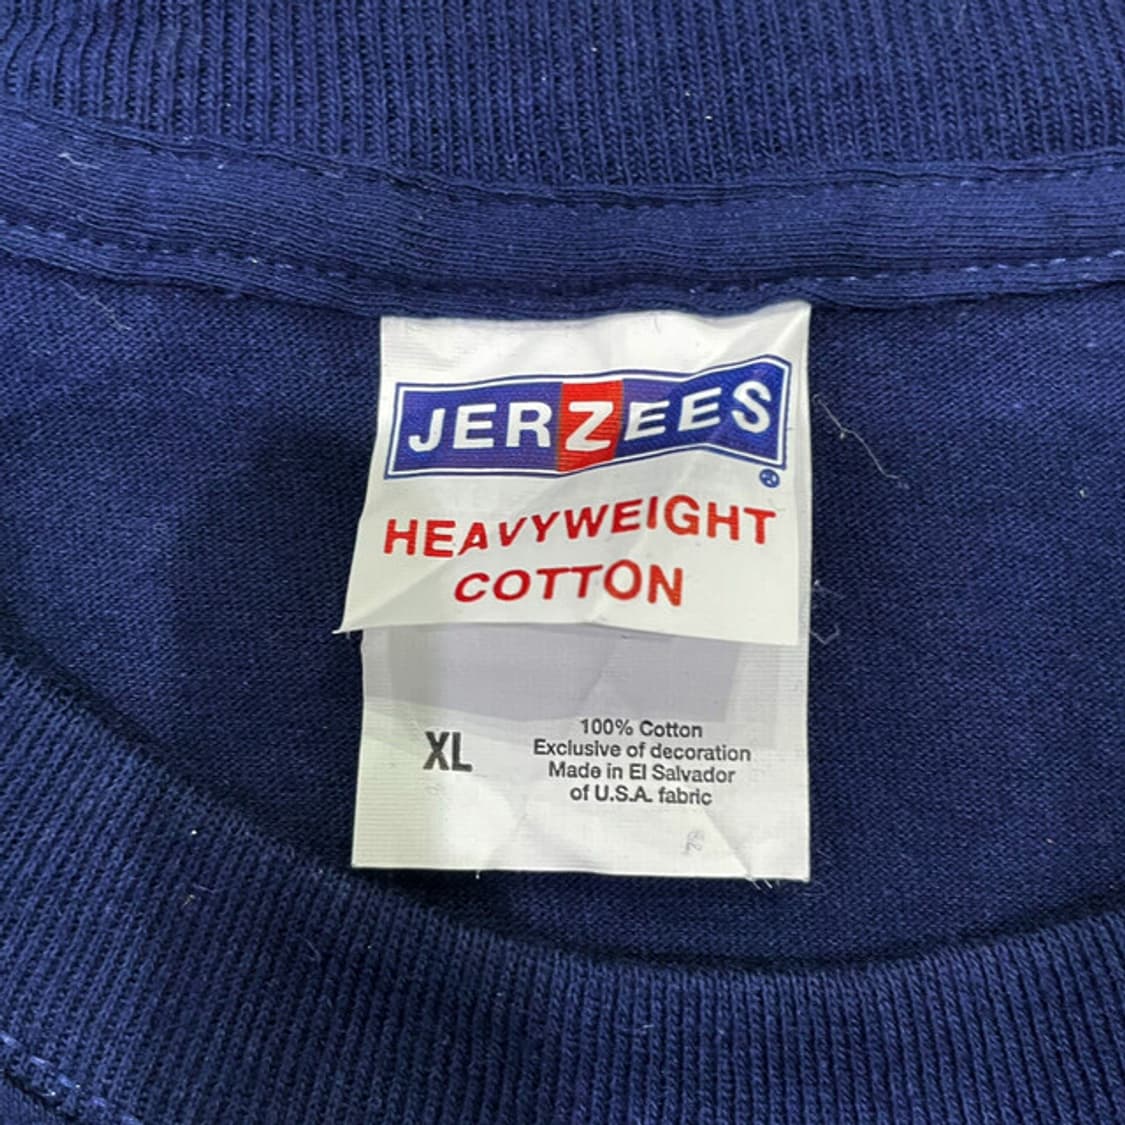 JERZEES
®
HEAVYWEIGHT
COTTON
XL
100% Cotton
Exclusive of decoration
Made in El Salvador
of U.S.A. fabric